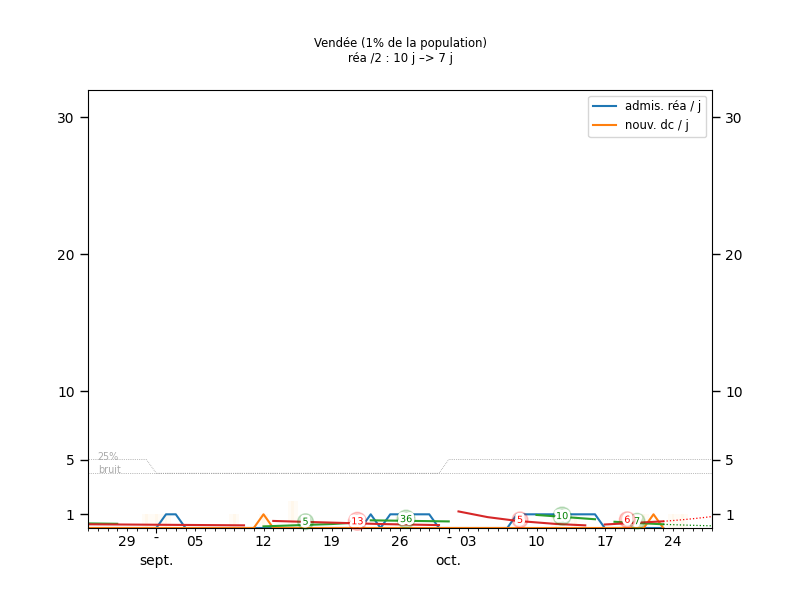 Vendée (1% de la population)
réa /2 : 10 j –> 7 j
admis. réa / j
nouv. dc / j
30 30
20 20
10 10
5 5
1 1
25%
bruit
5 13 36 5 10 6 7
29 - 05 12 19 26 - 03 10 17 24
sept. oct.